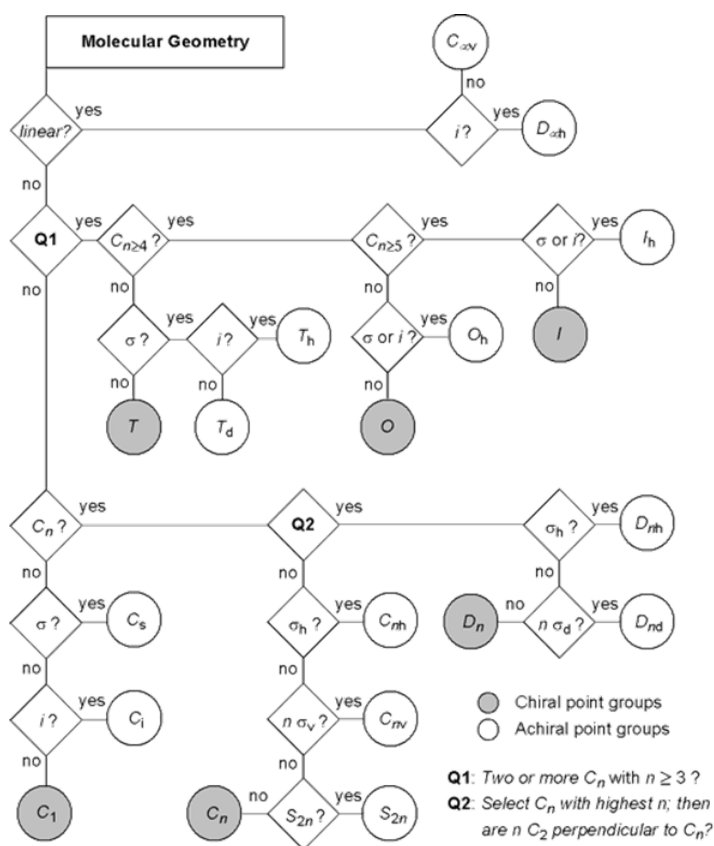 Molecular Geometry
C∞v
no
yes
linear?
i?
yes
D∞h
no
Q1
yes
Cn≥4 ?
yes
Cn≥5 ?
yes
σ or i?
yes
Ih
no
no
no
no
σ ?
yes
i?
yes
Th
σ or i ?
yes
Oh
I
no
no
no
T
Td
O
Cn ?
yes
Q2
yes
σh ?
yes
Dnh
no
no
no
σ ?
yes
Cs
σh ?
yes
Cnh
Dn
no
n σd ?
yes
Dnd
no
no
i ?
yes
Ci
n σv ?
yes
Cnv
no
no
C1
Cn
no
S2n ?
yes
S2n
Chiral point groups
Achiral point groups
Q1: Two or more Cn with n ≥ 3 ?
Q2: Select Cn with highest n; then
are n C2 perpendicular to Cn?